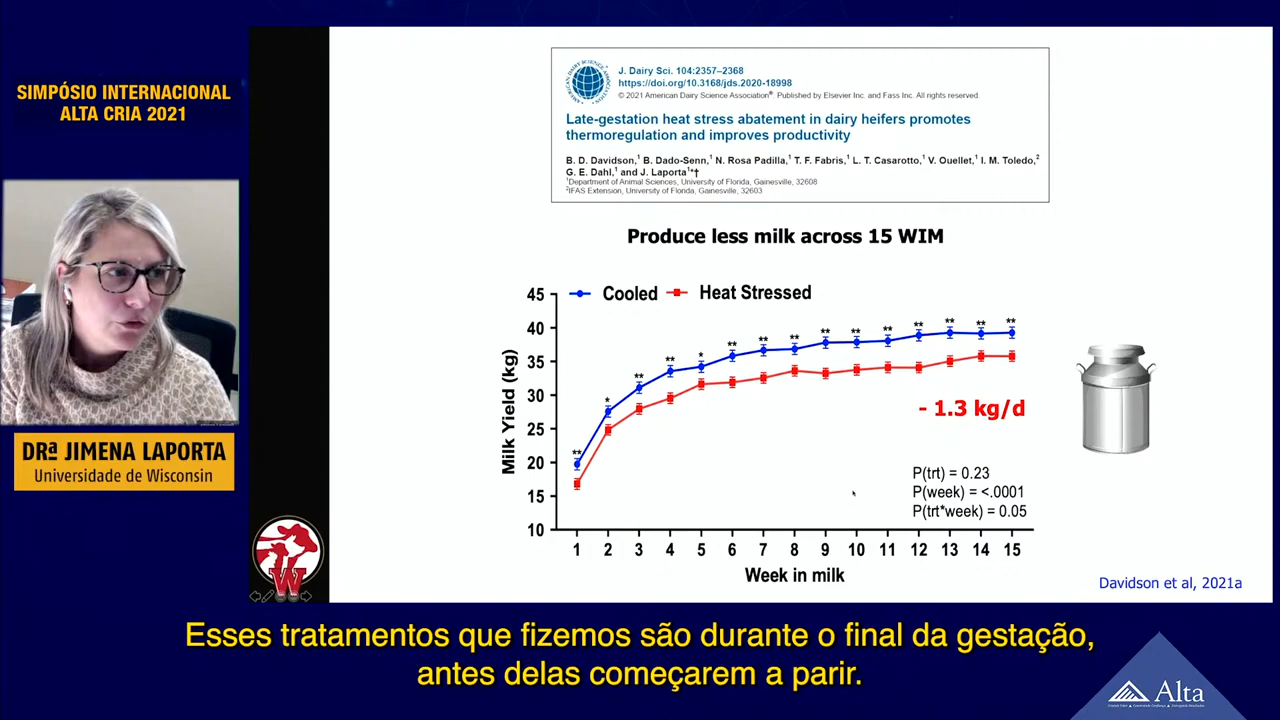 SIMPÓSIO INTERNACIONAL
ALTA CRIA 2021
J. Dairy Sci. 104:2357–2368
https://doi.org/10.3168/jds.2020-18998
© 2021 American Dairy Science Association®. Published by Elsevier Inc. and Fass Inc. All rights reserved.
Late-gestation heat stress abatement in dairy heifers promotes
thermoregulation and improves productivity
B. D. Davidson,1 B. Dado-Senn,1 N. Rosa Padilla,1 T. F. Fabris,1 L. T. Casarotto,1 V. Ouellet,1 I. M. Toledo,2
G. E. Dahl,1 and J. Laporta1*†
1Department of Animal Sciences, University of Florida, Gainesville, 32608
2IFAS Extension, University of Florida, Gainesville, 32603
Produce less milk across 15 WIM
Cooled Heat Stressed
Milk Yield (kg)
45
40
35
30
25
20
15
10
** * ** ** * ** ** ** ** ** ** ** ** ** **
- 1.3 kg/d
P(trt) = 0.23
P(week) = <.0001
P(trt*week) = 0.05
1 2 3 4 5 6 7 8 9 10 11 12 13 14 15
Week in milk
Davidson et al, 2021a
DRª JIMENA LAPORTA
Universidade de Wisconsin
W
Esses tratamentos que fizemos são durante o final da gestação,
antes delas começarem a parir.
Alta